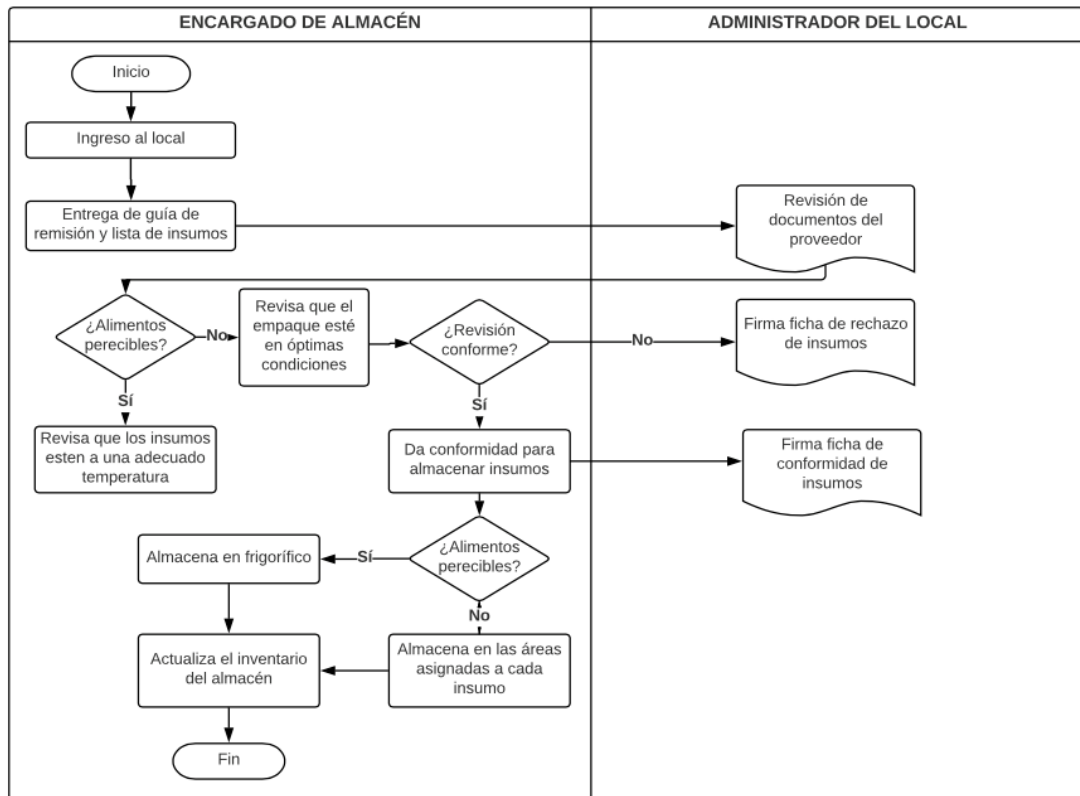 ENCARGADO DE ALMACÉN
ADMINISTRADOR DEL LOCAL
Inicio
Ingreso al local
Entrega de guía de
remisión y lista de insumos
Revisión de
documentos del
proveedor
¿Alimentos
perecibles?
No
Revisa que el
empaque esté
en óptimas
condiciones
¿Revisión
conforme?
No
Firma ficha de rechazo
de insumos
Sí
Revisa que los insumos
esten a una adecuado
temperatura
Sí
Da conformidad para
almacenar insumos
Firma ficha de
conformidad de
insumos
¿Alimentos
perecibles?
Sí
Almacena en frigorífico
No
Almacena en las áreas
asignadas a cada
insumo
Actualiza el inventario
del almacén
Fin